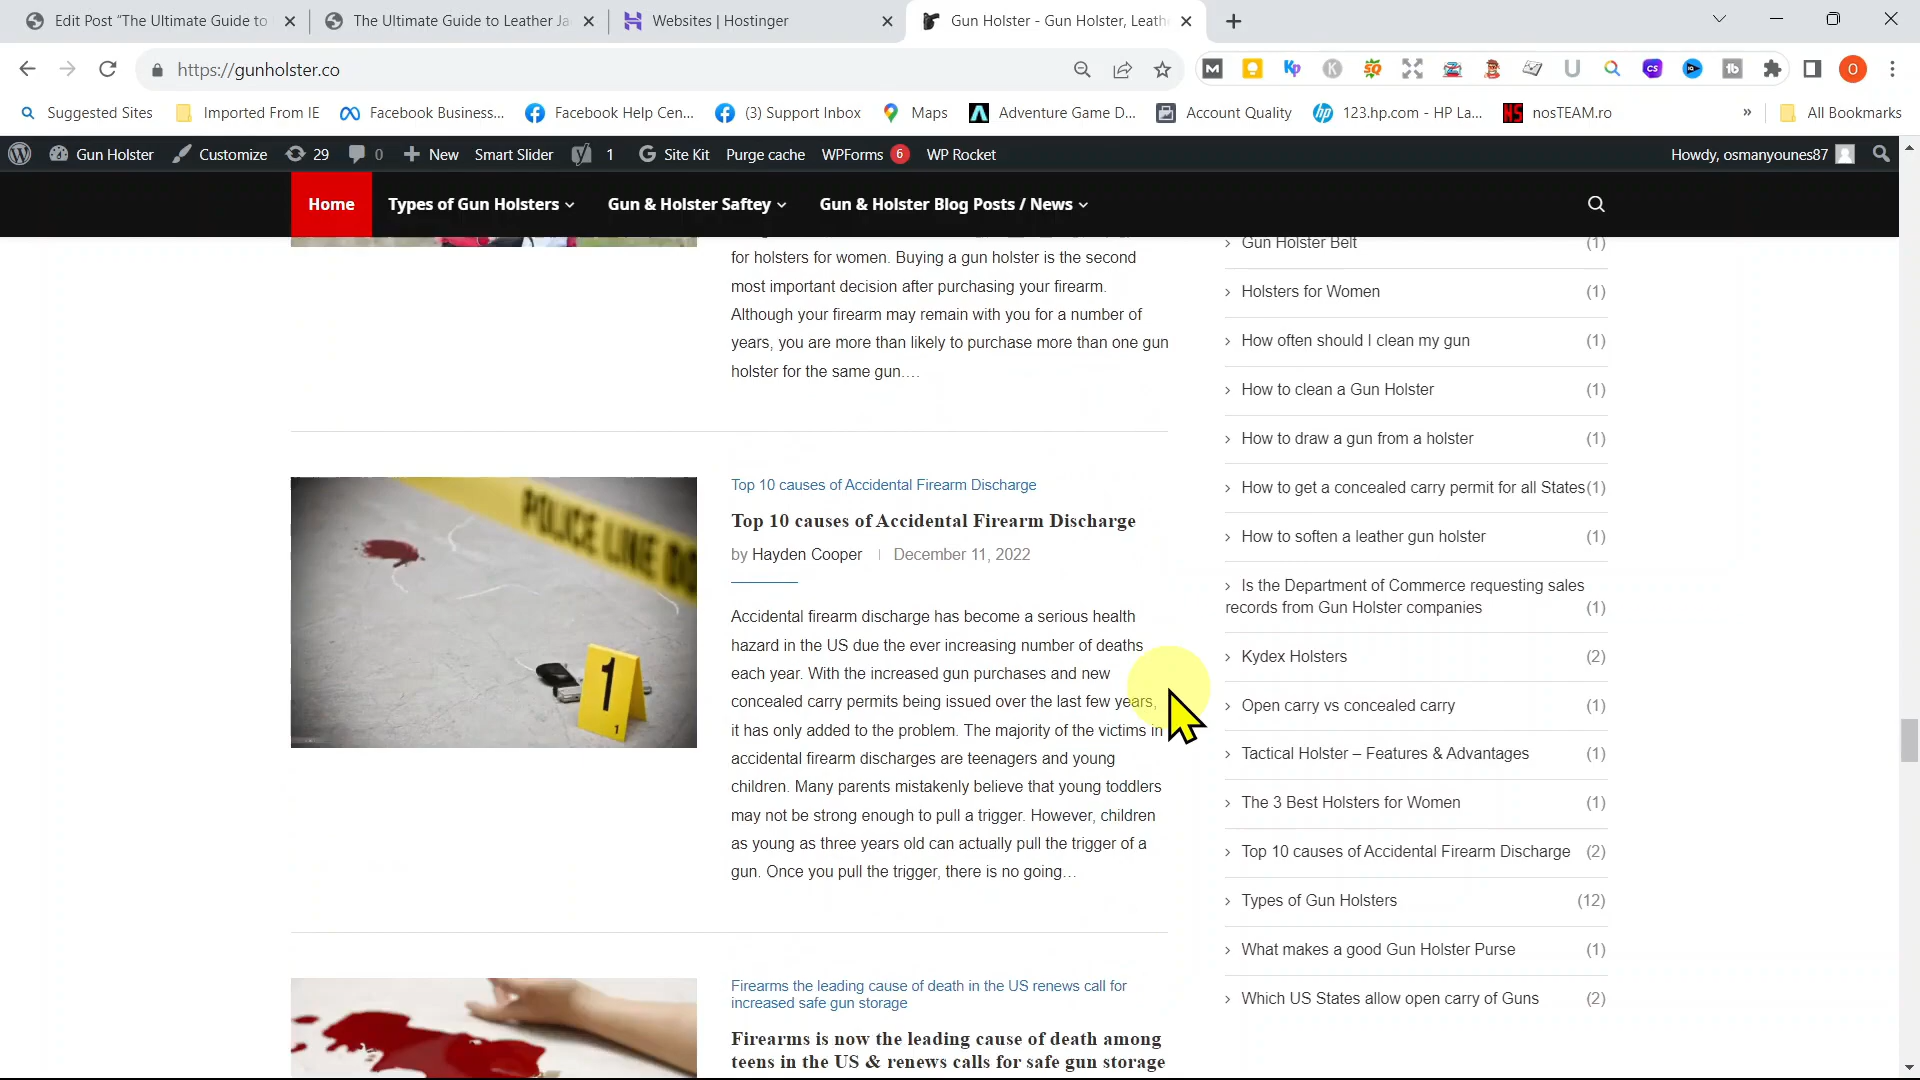 Edit Post "The Ultimate Guide to
The Ultimate Guide to Leather Ja
Websites | Hostinger
Gun Holster - Gun Holster, Leath
https://gunholster.co
Suggested Sites
Imported From IE
Facebook Business...
Facebook Help Cen...
(3) Support Inbox
Maps
Adventure Game D...
Account Quality
123.hp.com - HP La...
nosTEAM.ro
»
All Bookmarks
Gun Holster
Customize
29
0
New
Smart Slider
1
Site Kit
Purge cache
WPForms 6
WP Rocket
Howdy, osmanyounes87
Home
Types of Gun Holsters
Gun & Holster Saftey
Gun & Holster Blog Posts / News
for holsters for women. Buying a gun holster is the second
most important decision after purchasing your firearm.
Although your firearm may remain with you for a number of
years, you are more than likely to purchase more than one gun
holster for the same gun....
POLICE LINE DO
1
1
Top 10 causes of Accidental Firearm Discharge
Top 10 causes of Accidental Firearm Discharge
by Hayden Cooper | December 11, 2022
Accidental firearm discharge has become a serious health
hazard in the US due the ever increasing number of deaths
each year. With the increased gun purchases and new
concealed carry permits being issued over the last few years,
it has only added to the problem. The majority of the victims in
accidental firearm discharges are teenagers and young
children. Many parents mistakenly believe that young toddlers
may not be strong enough to pull a trigger. However, children
as young as three years old can actually pull the trigger of a
gun. Once you pull the trigger, there is no going...
Firearms the leading cause of death in the US renews call for
increased safe gun storage
Firearms is now the leading cause of death among
teens in the US & renews calls for safe gun storage
Gun Holster Belt (1)
Holsters for Women (1)
How often should I clean my gun (1)
How to clean a Gun Holster (1)
How to draw a gun from a holster (1)
How to get a concealed carry permit for all States (1)
How to soften a leather gun holster (1)
Is the Department of Commerce requesting sales
records from Gun Holster companies (1)
Kydex Holsters (2)
Open carry vs concealed carry (1)
Tactical Holster – Features & Advantages (1)
The 3 Best Holsters for Women (1)
Top 10 causes of Accidental Firearm Discharge (2)
Types of Gun Holsters (12)
What makes a good Gun Holster Purse (1)
Which US States allow open carry of Guns (2)